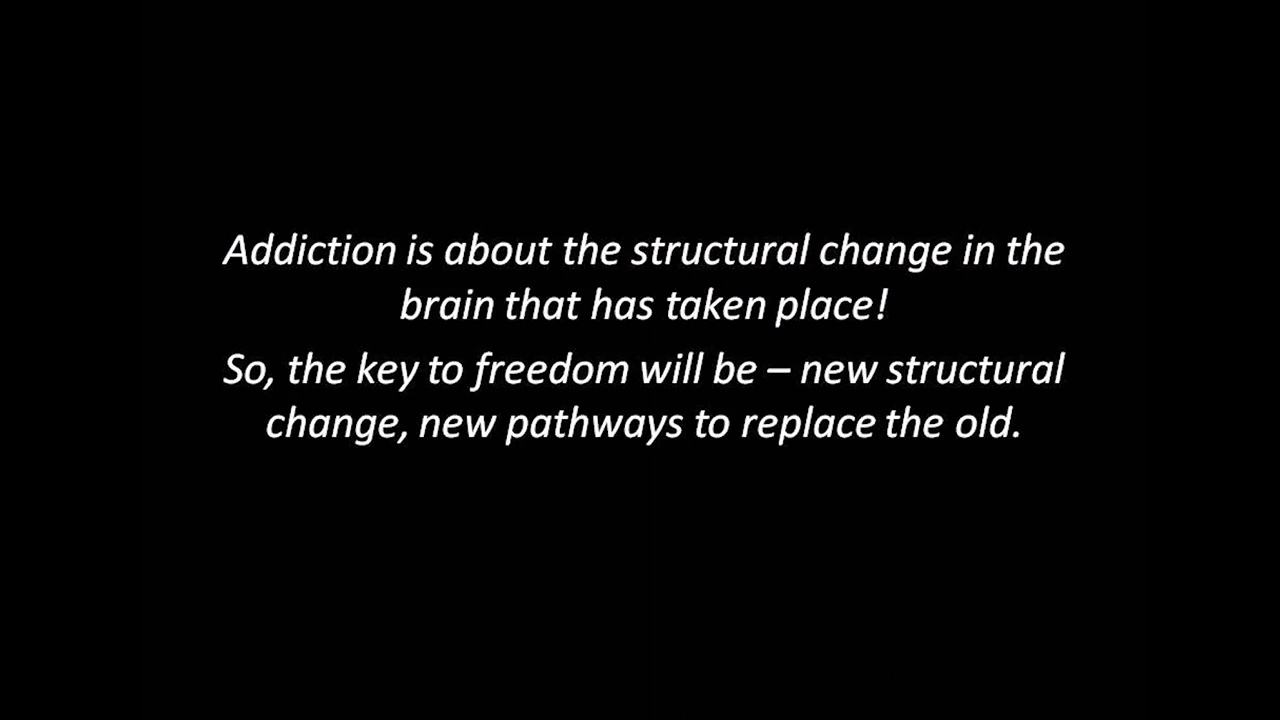 Addiction is about the structural change in the
brain that has taken place!
So, the key to freedom will be – new structural
change, new pathways to replace the old.